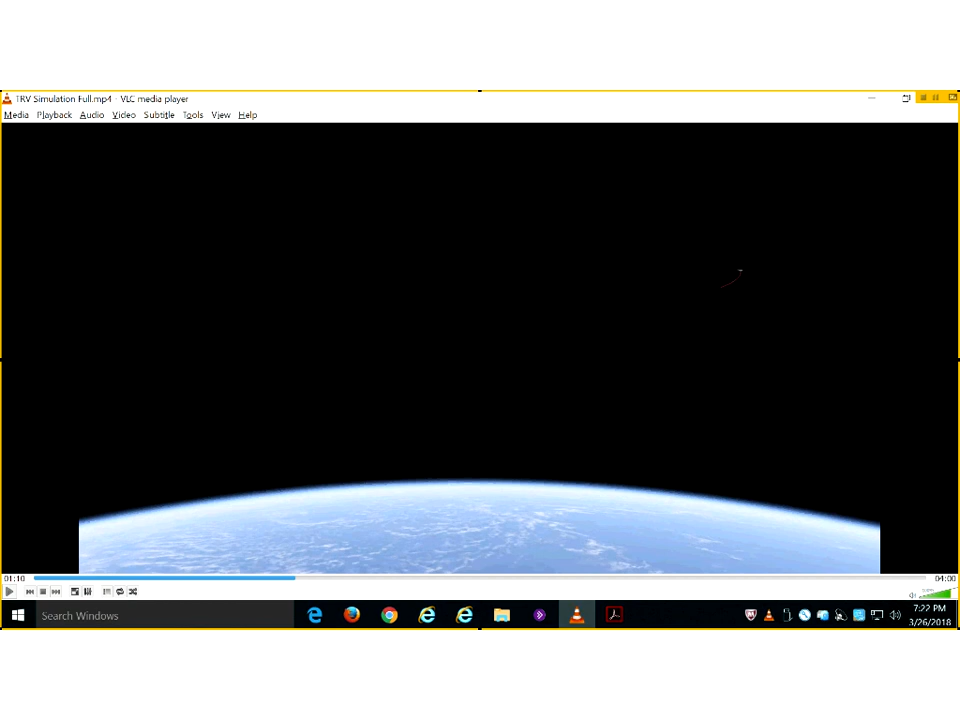 TRV Simulation Full.mp4 - VLC media player
Media Playback Audio Video Subtitle Tools View Help
01:10 04:00
Search Windows
7:22 PM
3/26/2018